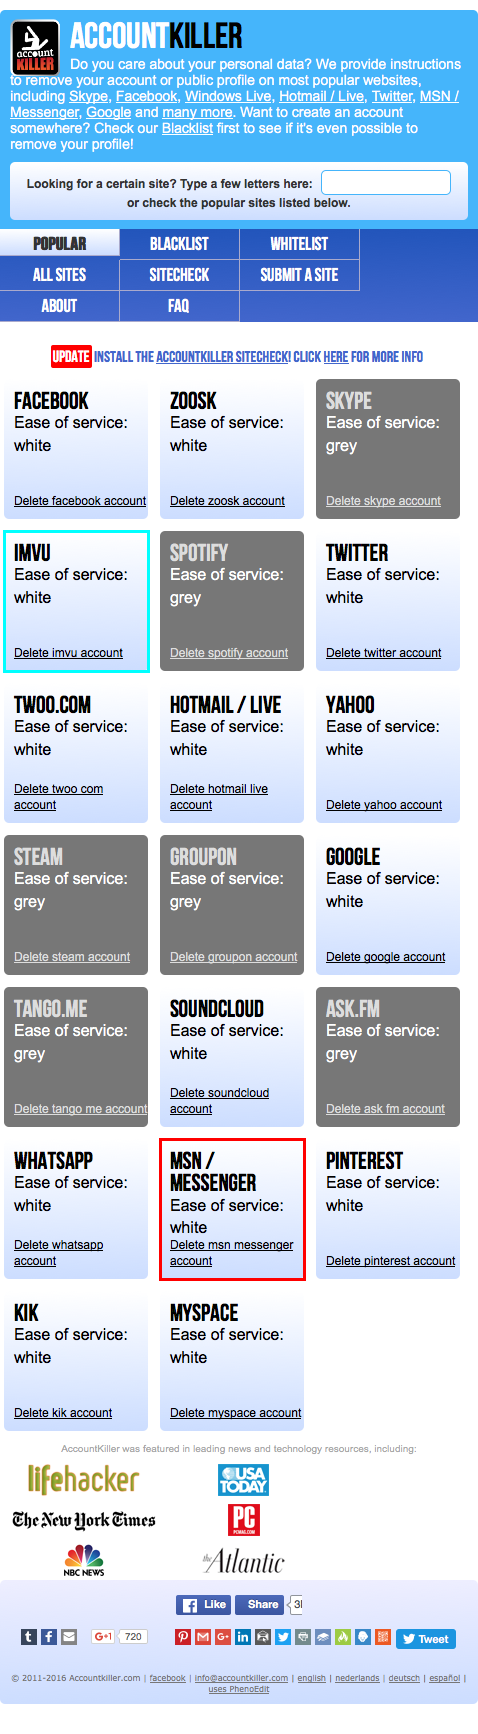 account
KILLER
ACCOUNTKILLER
Do you care about your personal data? We provide instructions
to remove your account or public profile on most popular websites,
including Skype, Facebook, Windows Live, Hotmail / Live, Twitter, MSN /
Messenger, Google and many more. Want to create an account
somewhere? Check our Blacklist first to see if it's even possible to
remove your profile!
Looking for a certain site? Type a few letters here:
or check the popular sites listed below.
POPULAR BLACKLIST WHITELIST
ALL SITES SITECHECK SUBMIT A SITE
ABOUT FAQ
UPDATE INSTALL THE ACCOUNTKILLER SITECHECK! CLICK HERE FOR MORE INFO
FACEBOOK
Ease of service:
white
Delete facebook account
ZOOSK
Ease of service:
white
Delete zoosk account
SKYPE
Ease of service:
grey
Delete skype account
IMVU
Ease of service:
white
Delete imvu account
SPOTIFY
Ease of service:
grey
Delete spotify account
TWITTER
Ease of service:
white
Delete twitter account
TWOO.COM
Ease of service:
white
Delete twoo com
account
HOTMAIL / LIVE
Ease of service:
white
Delete hotmail live
account
YAHOO
Ease of service:
white
Delete yahoo account
STEAM
Ease of service:
grey
Delete steam account
GROUPON
Ease of service:
grey
Delete groupon account
GOOGLE
Ease of service:
white
Delete google account
TANGO.ME
Ease of service:
grey
Delete tango me account
SOUNDCLOUD
Ease of service:
white
Delete soundcloud
account
ASK.FM
Ease of service:
grey
Delete ask fm account
WHATSAPP
Ease of service:
white
Delete whatsapp
account
MSN /
MESSENGER
Ease of service:
white
Delete msn messenger
account
PINTEREST
Ease of service:
white
Delete pinterest account
KIK
Ease of service:
white
Delete kik account
MYSPACE
Ease of service:
white
Delete myspace account
AccountKiller was featured in leading news and technology resources, including:
lifehacker
USA
TODAY
The New York Times
PC
PCMAG.COM
NBC NEWS
the Atlantic
Like Share
G+1 720
Tweet
© 2011-2016 Accountkiller.com | facebook | info@accountkiller.com | english | nederlands | deutsch | español |
uses PhenoEdit